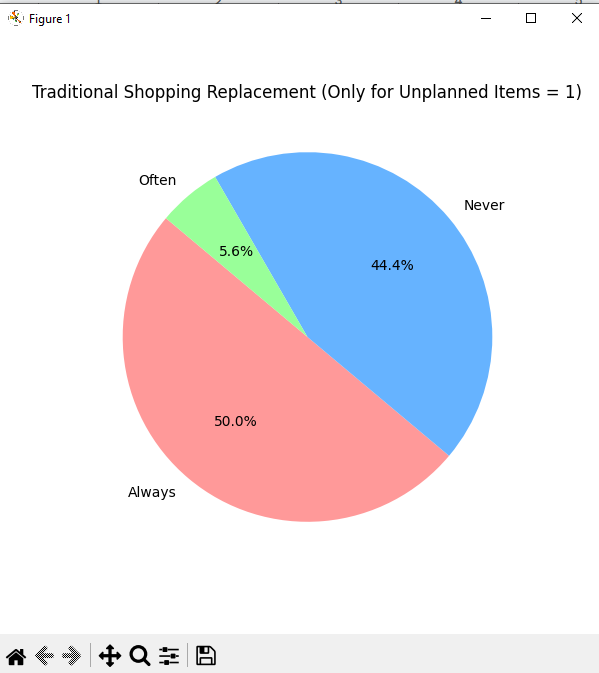 Figure 1
Traditional Shopping Replacement (Only for Unplanned Items = 1)
Often
Never
5.6%
44.4%
50.0%
Always